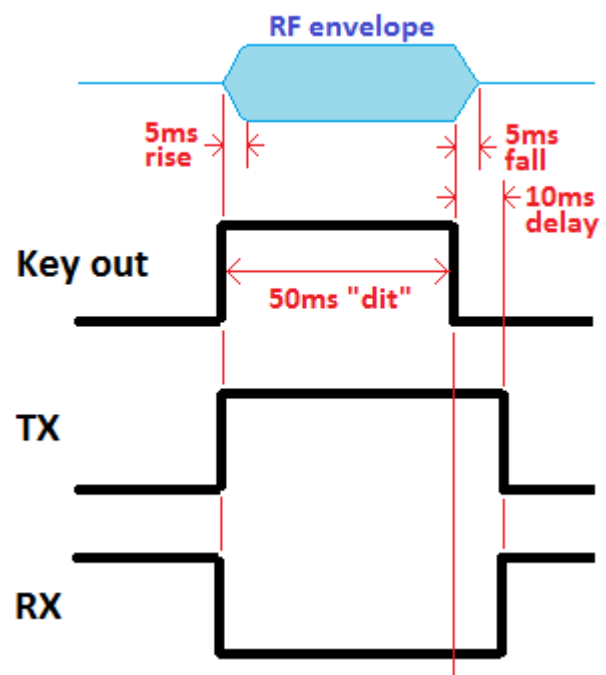 RF envelope
5ms
rise
5ms
fall
10ms
delay
Key out
50ms "dit"
TX
RX